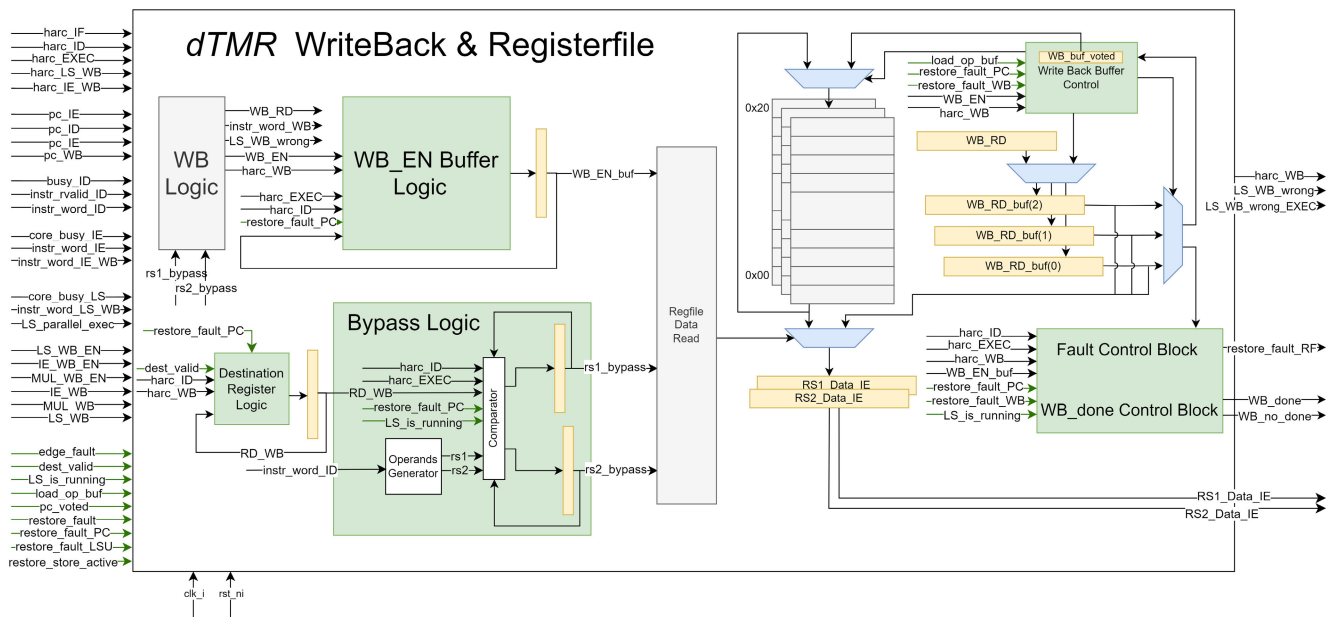 dTMR WriteBack & Registerfile
harc_IF
harc_ID
harc_EXEC
harc_LS_WB
harc_IE_WB
pc_IE
pc_ID
pc_IE
pc_WB
busy_ID
instr_rvalid_ID
instr_word_ID
core_busy_IE
instr_word_IE
instr_word_IE_WB
core_busy_LS
instr_word_LS_WB
LS_parallel_exec
LS_WB_EN
IE_WB_EN
MUL_WB_EN
IE_WB
MUL_WB
LS_WB
edge_fault
dest_valid
LS_is_running
load_op_buf
pc_voted
restore_fault
restore_fault_PC
restore_fault_LSU
restore_store_active
clk_i
rst_ni
WB
Logic
rs1_bypass
rs2_bypass
WB_RD
instr_word_WB
LS_WB_wrong
WB_EN
harc_WB
harc_EXEC
harc_ID
restore_fault_PC
WB_EN Buffer
Logic
WB_EN_buf
restore_fault_PC
dest_valid
harc_ID
harc_WB
Destination
Register
Logic
RD_WB
RD_WB
Bypass Logic
harc_ID
harc_EXEC
restore_fault_PC
LS_is_running
instr_word_ID
Operands
Generator
rs1
rs2
Comparator
rs1_bypass
rs2_bypass
Regfile
Data
Read
0x20
0x00
load_op_buf
restore_fault_PC
restore_fault_WB
WB_EN
harc_WB
WB_buf_voted
Write Back Buffer
Control
WB_RD
WB_RD_buf(2)
WB_RD_buf(1)
WB_RD_buf(0)
RS1_Data_IE
RS2_Data_IE
harc_ID
harc_EXEC
harc_WB
WB_EN_buf
restore_fault_PC
restore_fault_WB
LS_is_running
Fault Control Block
WB_done Control Block
harc_WB
LS_WB_wrong
LS_WB_wrong_EXEC
restore_fault_RF
WB_done
WB_no_done
RS1_Data_IE
RS2_Data_IE